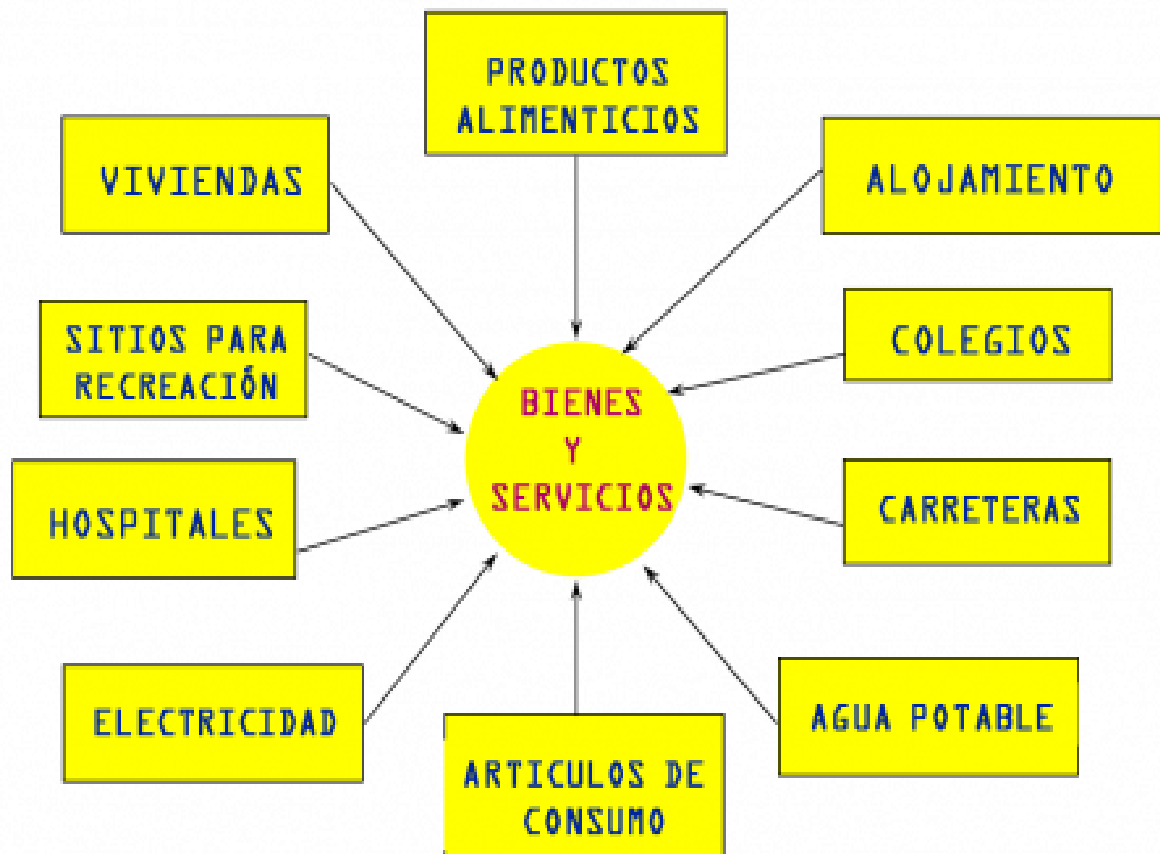 PRODUCTOS
ALIMENTICIOS
VIVIENDAS
ALOJAMIENTO
SITIOS PARA
RECREACIÓN
COLEGIOS
BIENES
Y
SERVICIOS
HOSPITALES
CARRETERAS
ELECTRICIDAD
AGUA POTABLE
ARTICULOS DE
CONSUMO